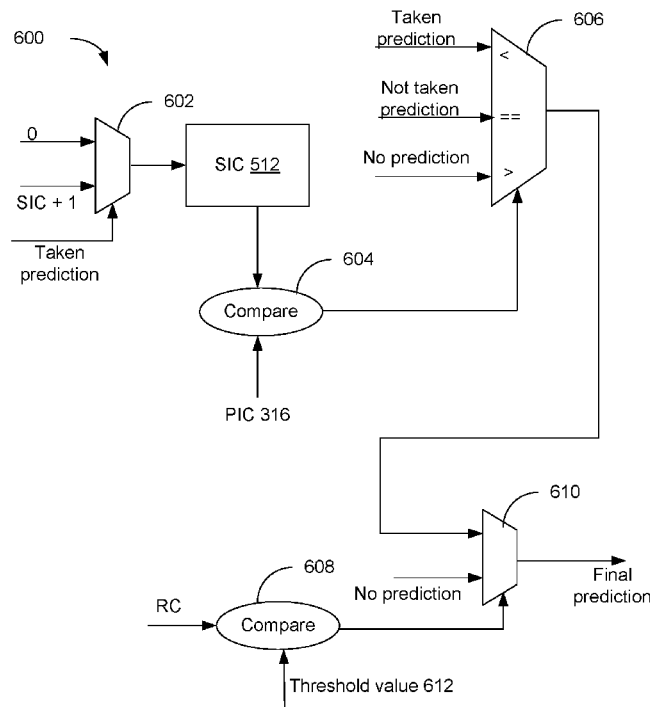 600
602
0
SIC + 1
Taken
prediction
SIC 512
604
Compare
PIC 316
Taken
prediction
606
<
Not taken
prediction
==
No prediction
>
610
608
RC
Compare
No prediction
Final
prediction
Threshold value 612